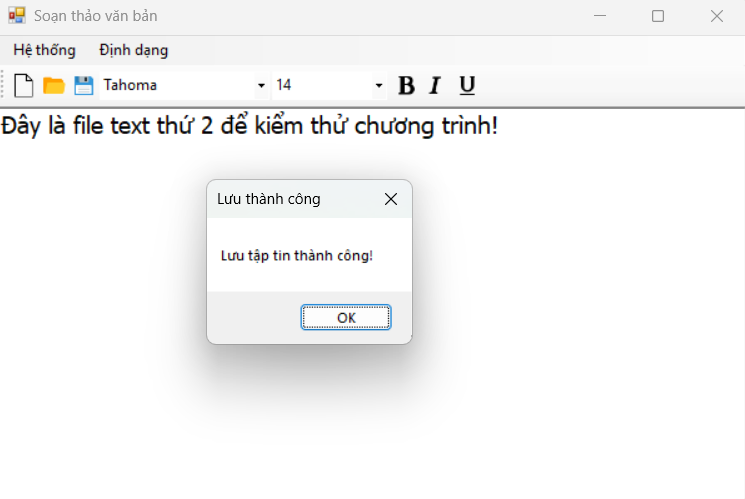 Soạn thảo văn bản
Hệ thống Định dạng
Tahoma 14 B I U
Đây là file text thứ 2 để kiểm thử chương trình!
Lưu thành công
Lưu tập tin thành công!
OK